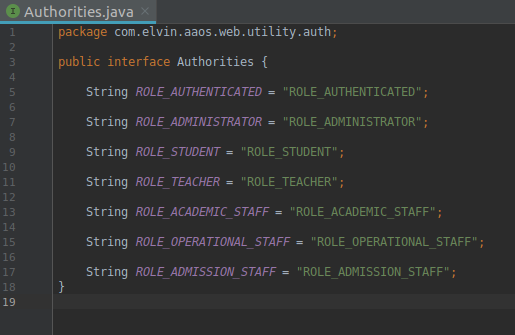 Authorities.java
1 package com.elvin.aaos.web.utility.auth;
2
3 public interface Authorities {
4
5 String ROLE_AUTHENTICATED = "ROLE_AUTHENTICATED";
6
7 String ROLE_ADMINISTRATOR = "ROLE_ADMINISTRATOR";
8
9 String ROLE_STUDENT = "ROLE_STUDENT";
10
11 String ROLE_TEACHER = "ROLE_TEACHER";
12
13 String ROLE_ACADEMIC_STAFF = "ROLE_ACADEMIC_STAFF";
14
15 String ROLE_OPERATIONAL_STAFF = "ROLE_OPERATIONAL_STAFF";
16
17 String ROLE_ADMISSION_STAFF = "ROLE_ADMISSION_STAFF";
18 }
19